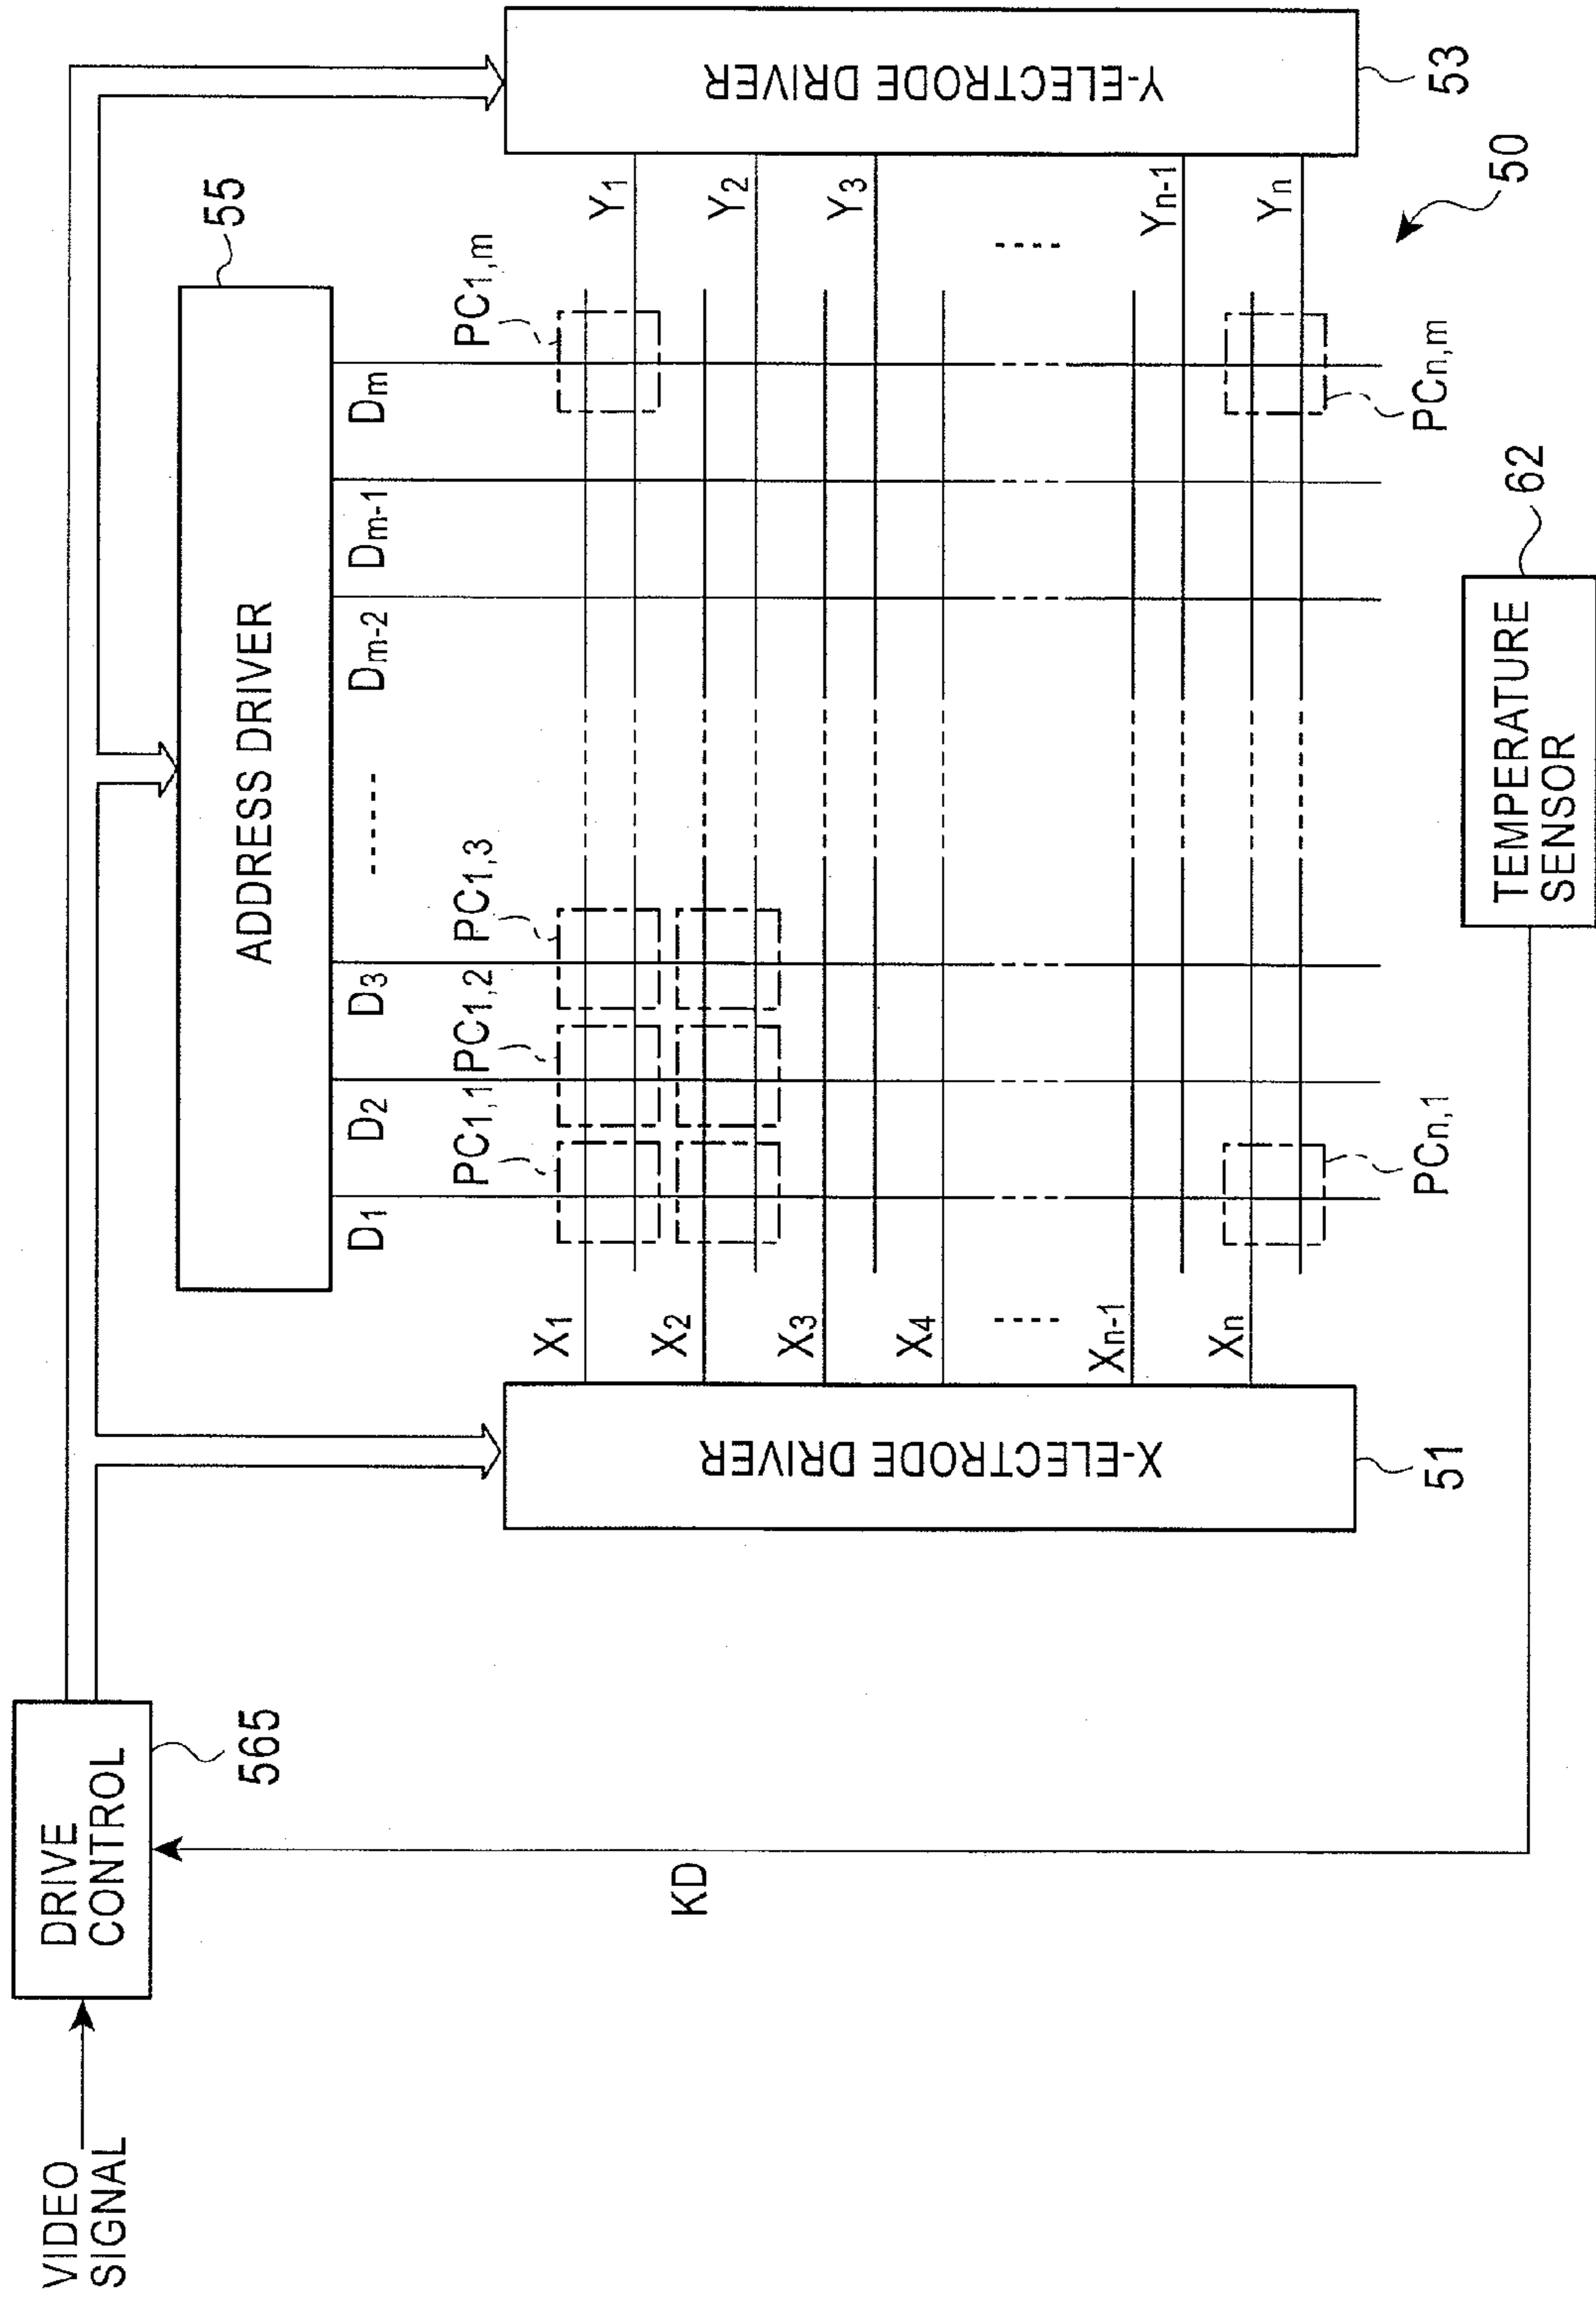 VIDEO
SIGNAL
DRIVE
CONTROL
565
KD
ADDRESS DRIVER
55
D1
D2
D3
------
Dm-2
Dm-1
Dm
PC1,1
PC1,2
PC1,3
PC1,m
X-ELECTRODE DRIVER
51
X1
X2
X3
X4
Xn-1
Xn
Y-ELECTRODE DRIVER
53
Y1
Y2
Y3
Yn-1
Yn
PCn,1
PCn,m
50
TEMPERATURE
SENSOR
62